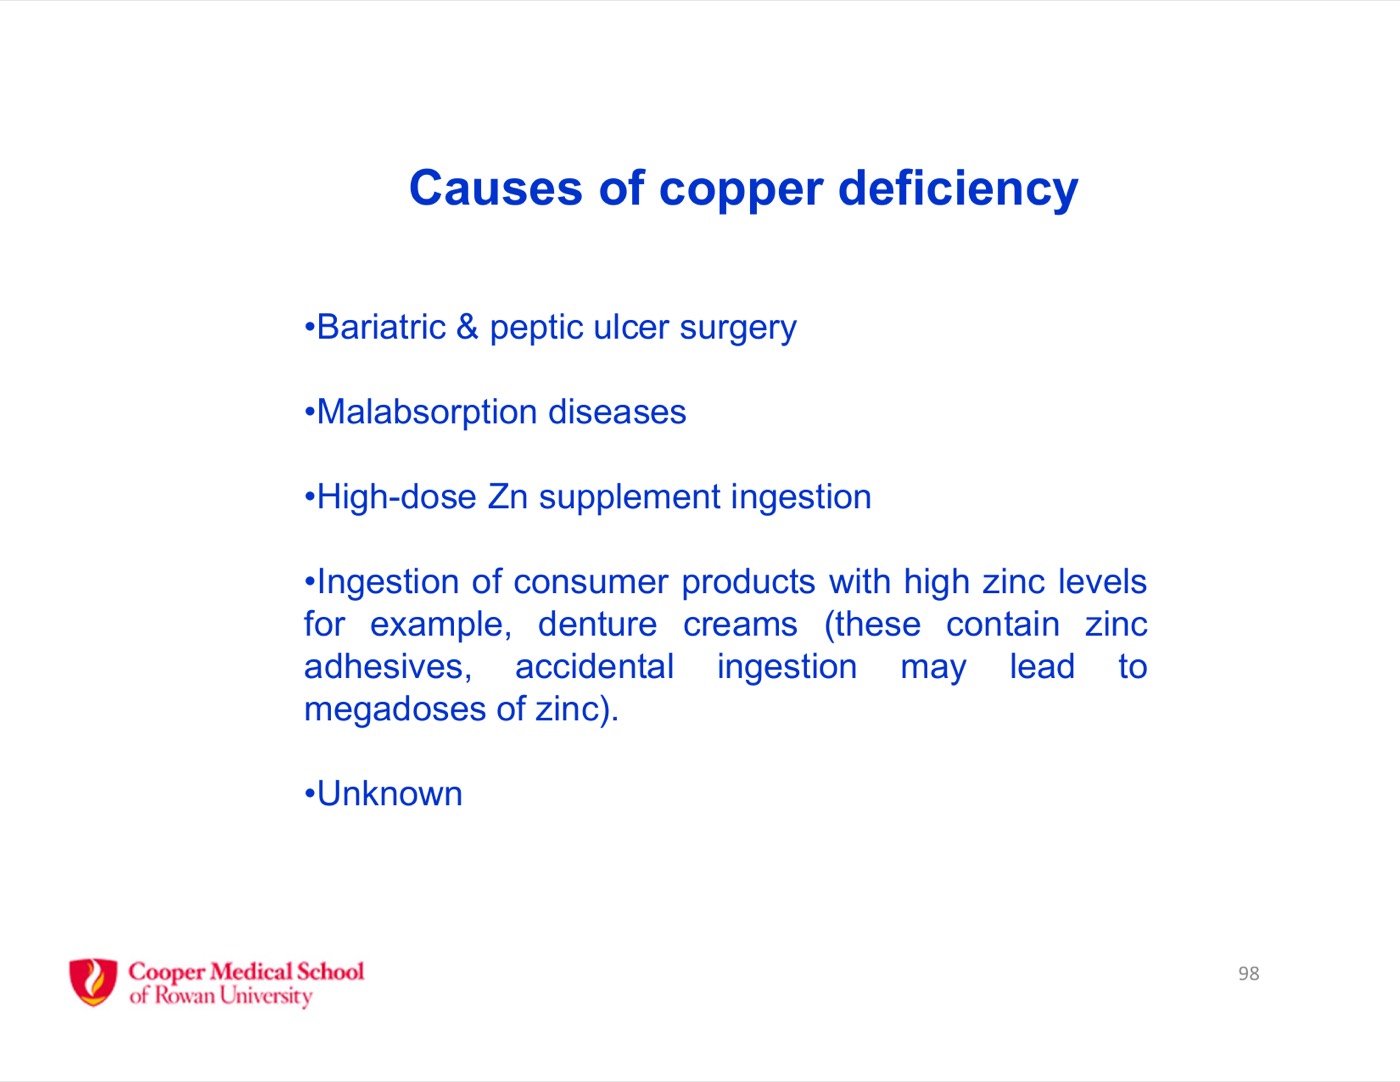 Causes of copper deficiency
•Bariatric & peptic ulcer surgery
•Malabsorption diseases
•High-dose Zn supplement ingestion
•Ingestion of consumer products with high zinc levels
for example, denture creams (these contain zinc
adhesives, accidental ingestion may lead to
megadoses of zinc).
•Unknown
Cooper Medical School
of Rowan University
98